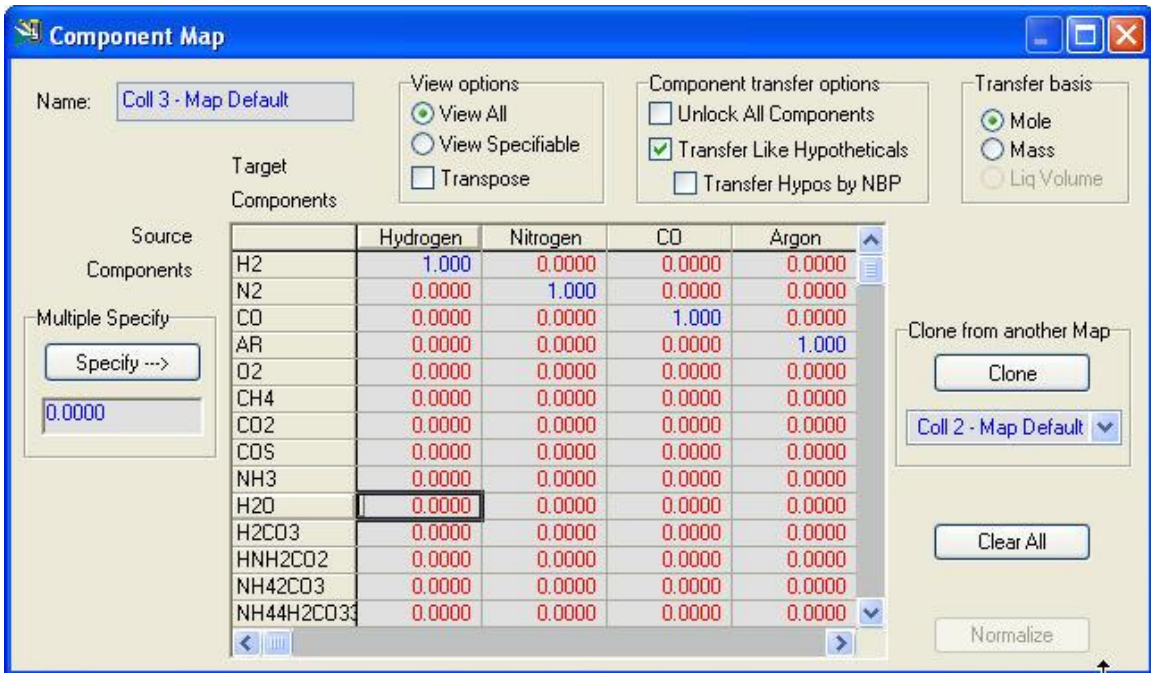 Component Map
Name: Coll 3 - Map Default
View options
View All
View Specifiable
Transpose
Component transfer options
Unlock All Components
Transfer Like Hypotheticals
Transfer Hypos by NBP
Transfer basis
Mole
Mass
Liq Volume
Target
Components
Source
Components
Multiple Specify
Specify --->
0.0000
Hydrogen Nitrogen CO Argon
H2 1.000 0.0000 0.0000 0.0000
N2 0.0000 1.000 0.0000 0.0000
CO 0.0000 0.0000 1.000 0.0000
AR 0.0000 0.0000 0.0000 1.000
O2 0.0000 0.0000 0.0000 0.0000
CH4 0.0000 0.0000 0.0000 0.0000
CO2 0.0000 0.0000 0.0000 0.0000
COS 0.0000 0.0000 0.0000 0.0000
NH3 0.0000 0.0000 0.0000 0.0000
H2O 0.0000 0.0000 0.0000 0.0000
H2CO3 0.0000 0.0000 0.0000 0.0000
HNH2CO2 0.0000 0.0000 0.0000 0.0000
NH42CO3 0.0000 0.0000 0.0000 0.0000
NH44H2CO33 0.0000 0.0000 0.0000 0.0000
Clone from another Map
Clone
Coll 2 - Map Default
Clear All
Normalize